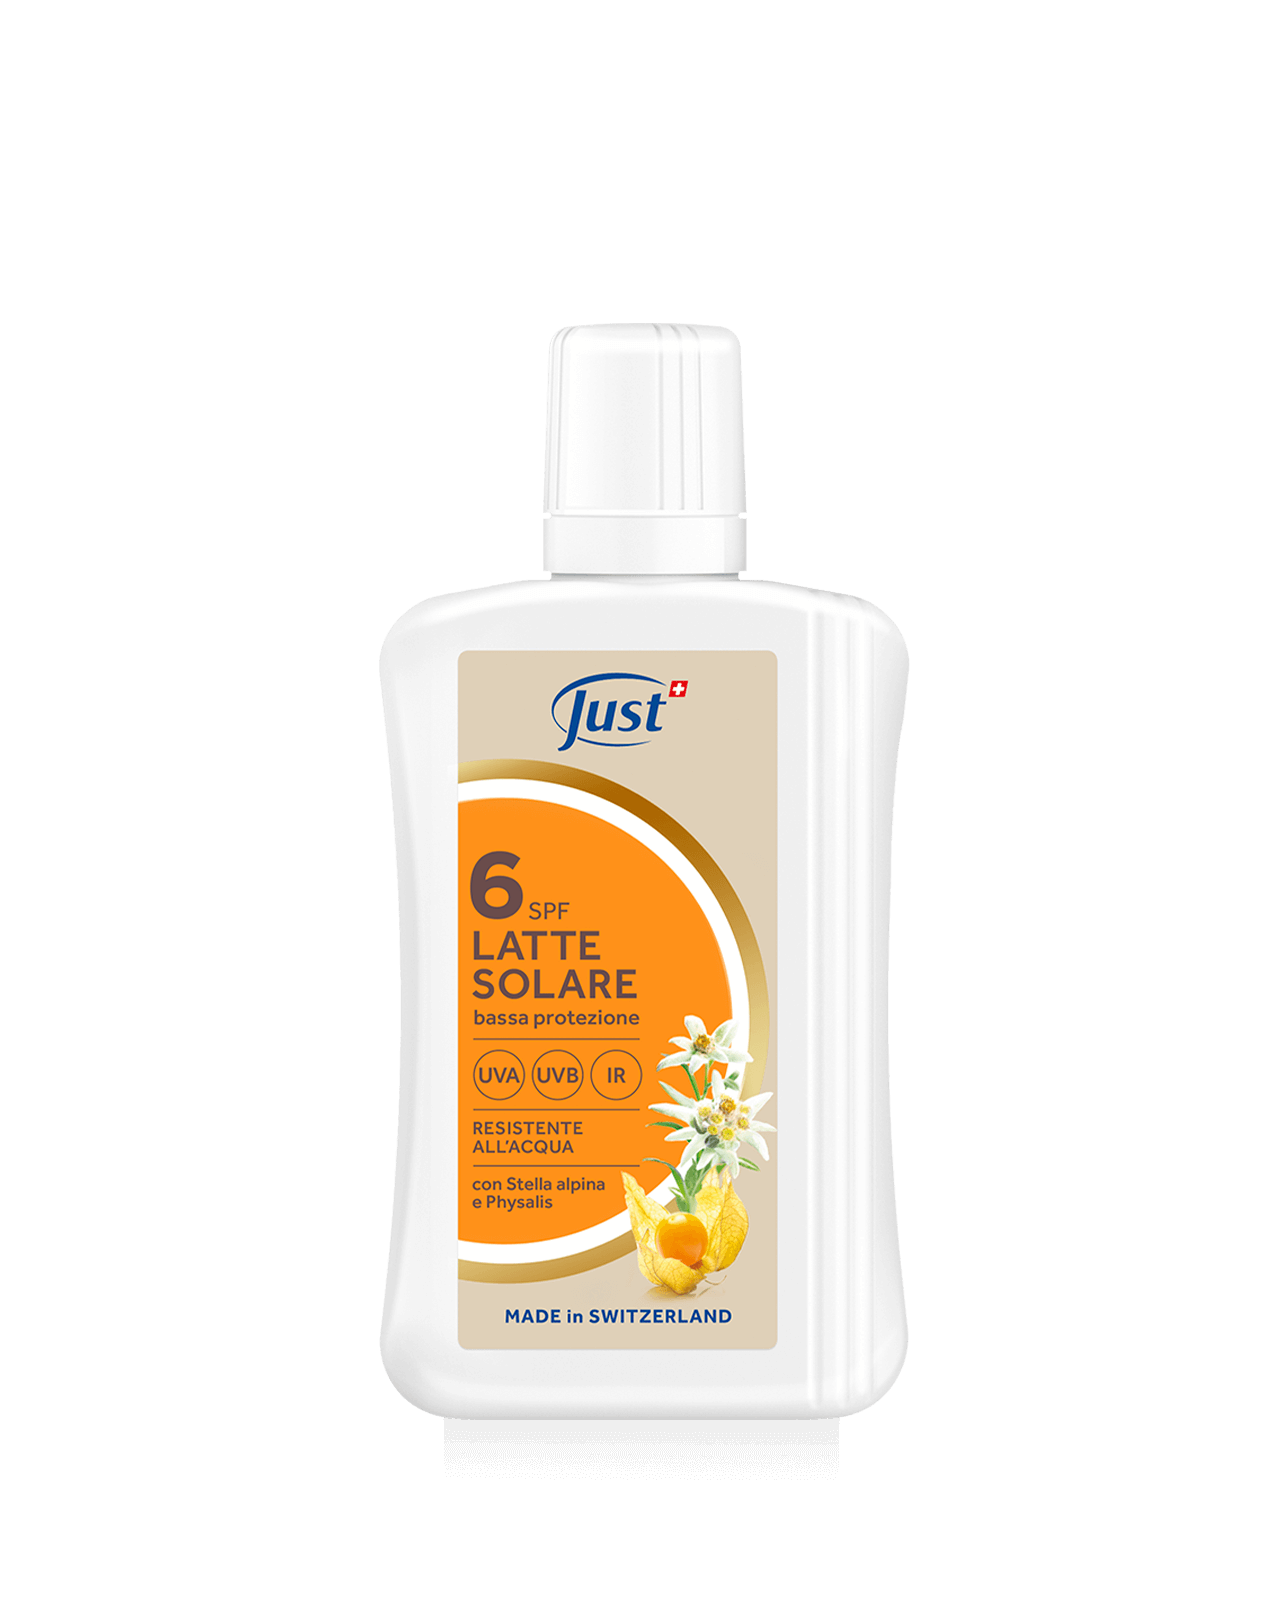 Just
6 SPF
LATTE
SOLARE
bassa protezione
UVA UVB IR
RESISTENTE
ALL'ACQUA
con Stella alpina
e Physalis
MADE in SWITZERLAND